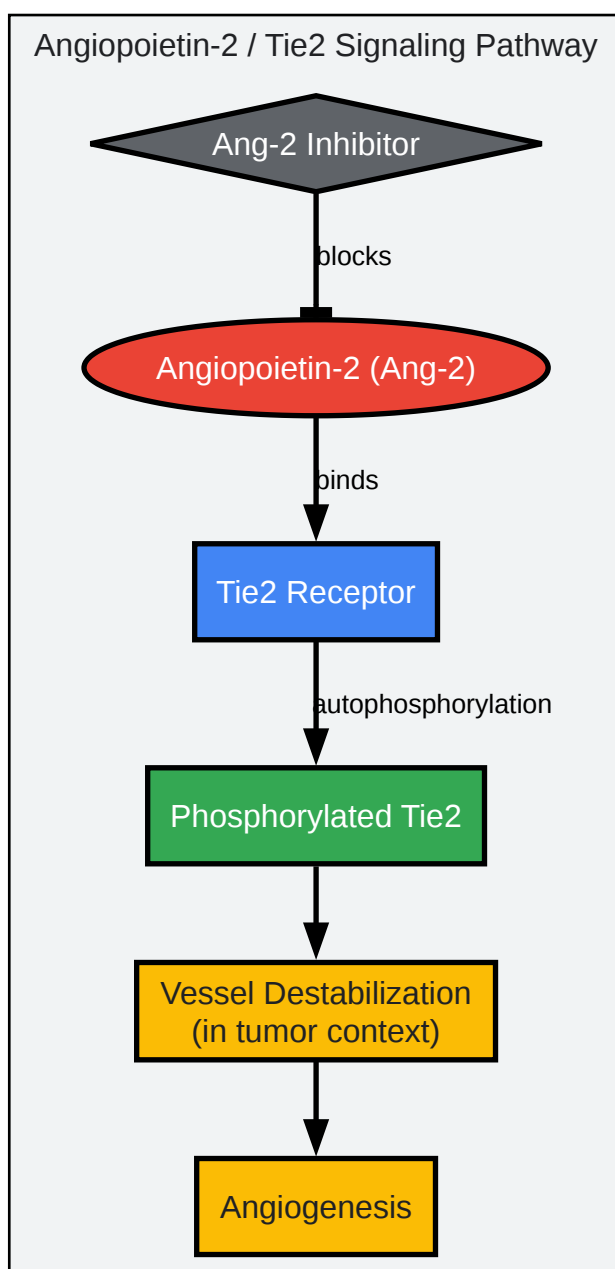 Angiopoietin-2 / Tie2 Signaling Pathway
Ang-2 Inhibitor
blocks
Angiopoietin-2 (Ang-2)
binds
Tie2 Receptor
autophosphorylation
Phosphorylated Tie2
Vessel Destabilization
(in tumor context)
Angiogenesis